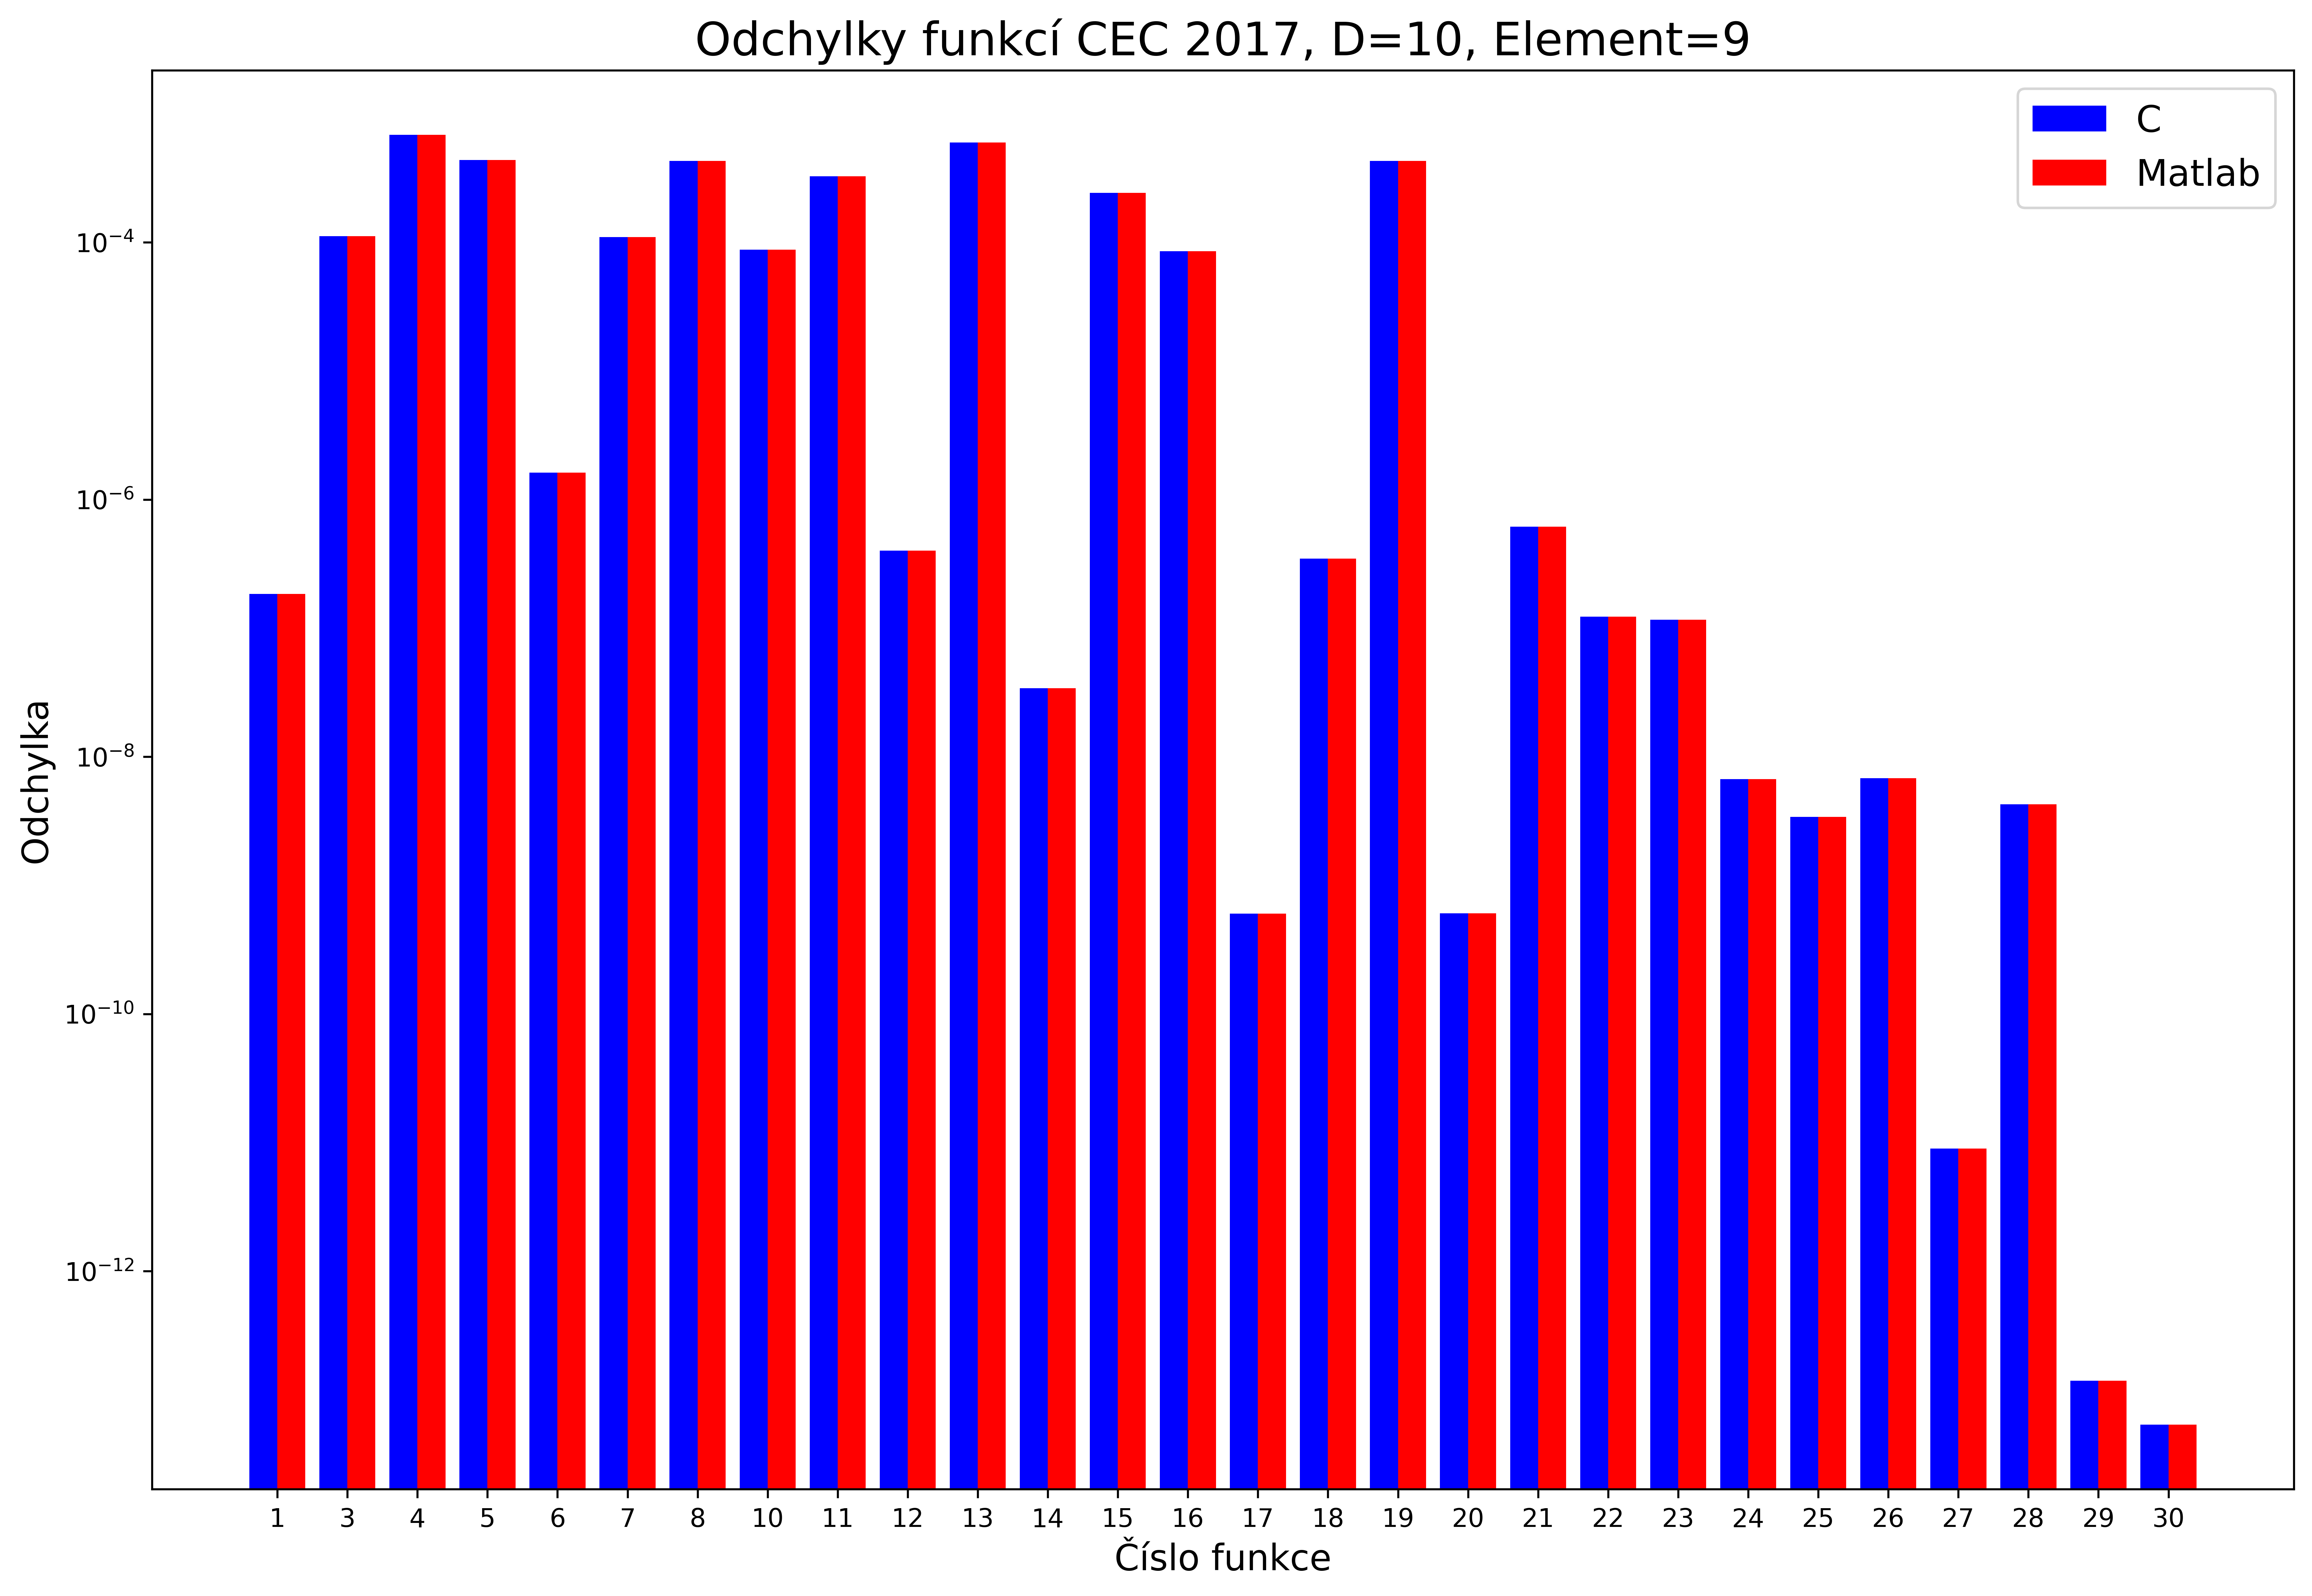 Odchylky funkcí CEC 2017, D=10, Element=9
C
Matlab
10⁻⁴
10⁻⁶
10⁻⁸
10⁻¹⁰
10⁻¹²
Odchylka
1 3 4 5 6 7 8 10 11 12 13 14 15 16 17 18 19 20 21 22 23 24 25 26 27 28 29 30
Číslo funkce